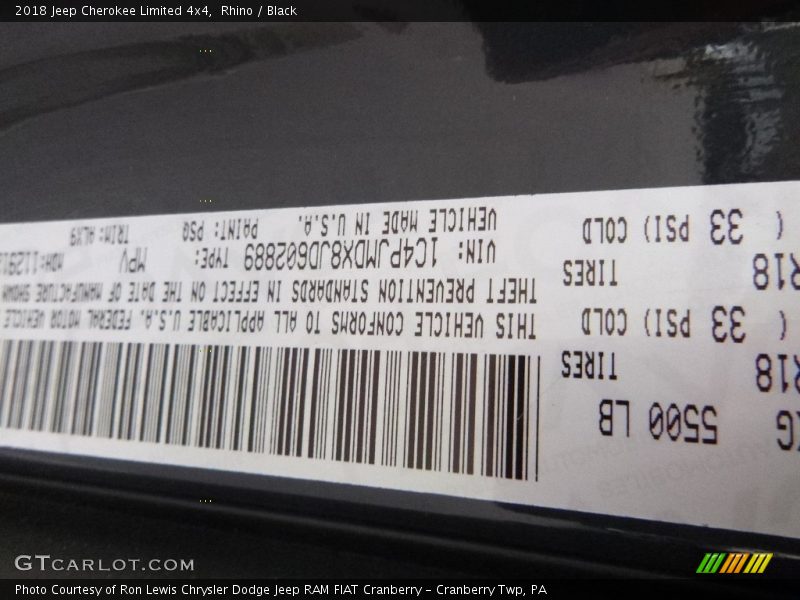 2018 Jeep Cherokee Limited 4x4, Rhino / Black
5500 LB
R18 TIRES
( 33 PSI) COLD
R18 TIRES
( 33 PSI) COLD
THIS VEHICLE CONFORMS TO ALL APPLICABLE U.S.A. FEDERAL MOTOR VEHICLE
THEFT PREVENTION STANDARDS IN EFFECT ON THE DATE OF MANUFACTURE SHOWN
VIN: 1C4PJMDX8JD602889 TYPE: MPV MDH:11291
VEHICLE MADE IN U.S.A. PAINT: PSQ TRIM: HLX9
GTCARLOT.COM
Photo Courtesy of Ron Lewis Chrysler Dodge Jeep RAM FIAT Cranberry – Cranberry Twp, PA